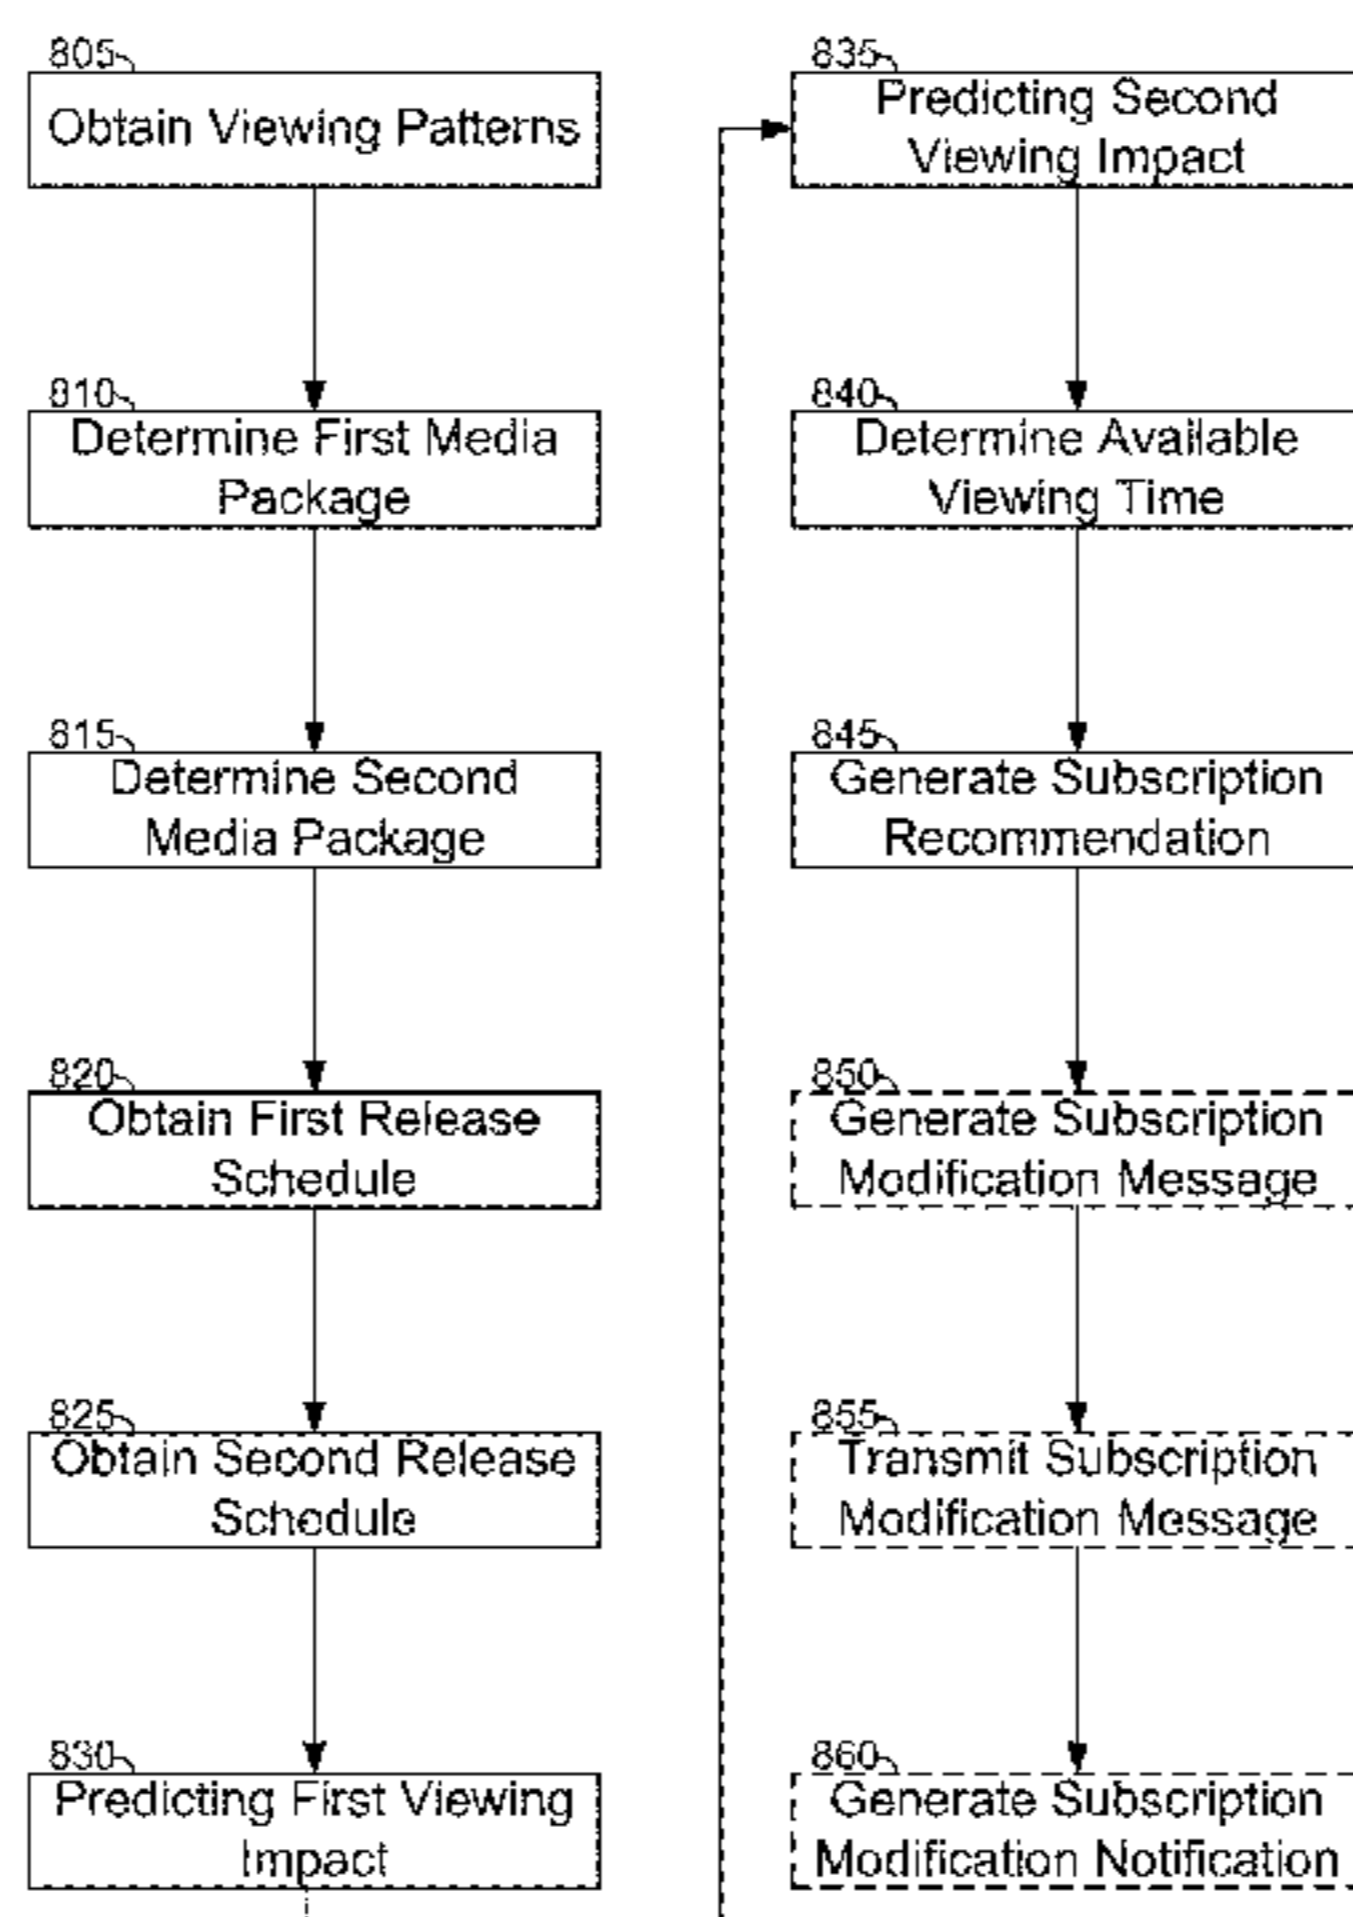 805
Obtain Viewing Patterns
810
Determine First Media
Package
815
Determine Second
Media Package
820
Obtain First Release
Schedule
825
Obtain Second Release
Schedule
830
Predicting First Viewing
Impact
835
Predicting Second
Viewing Impact
840
Determine Available
Viewing Time
845
Generate Subscription
Recommendation
850
Generate Subscription
Modification Message
855
Transmit Subscription
Modification Message
860
Generate Subscription
Modification Notification